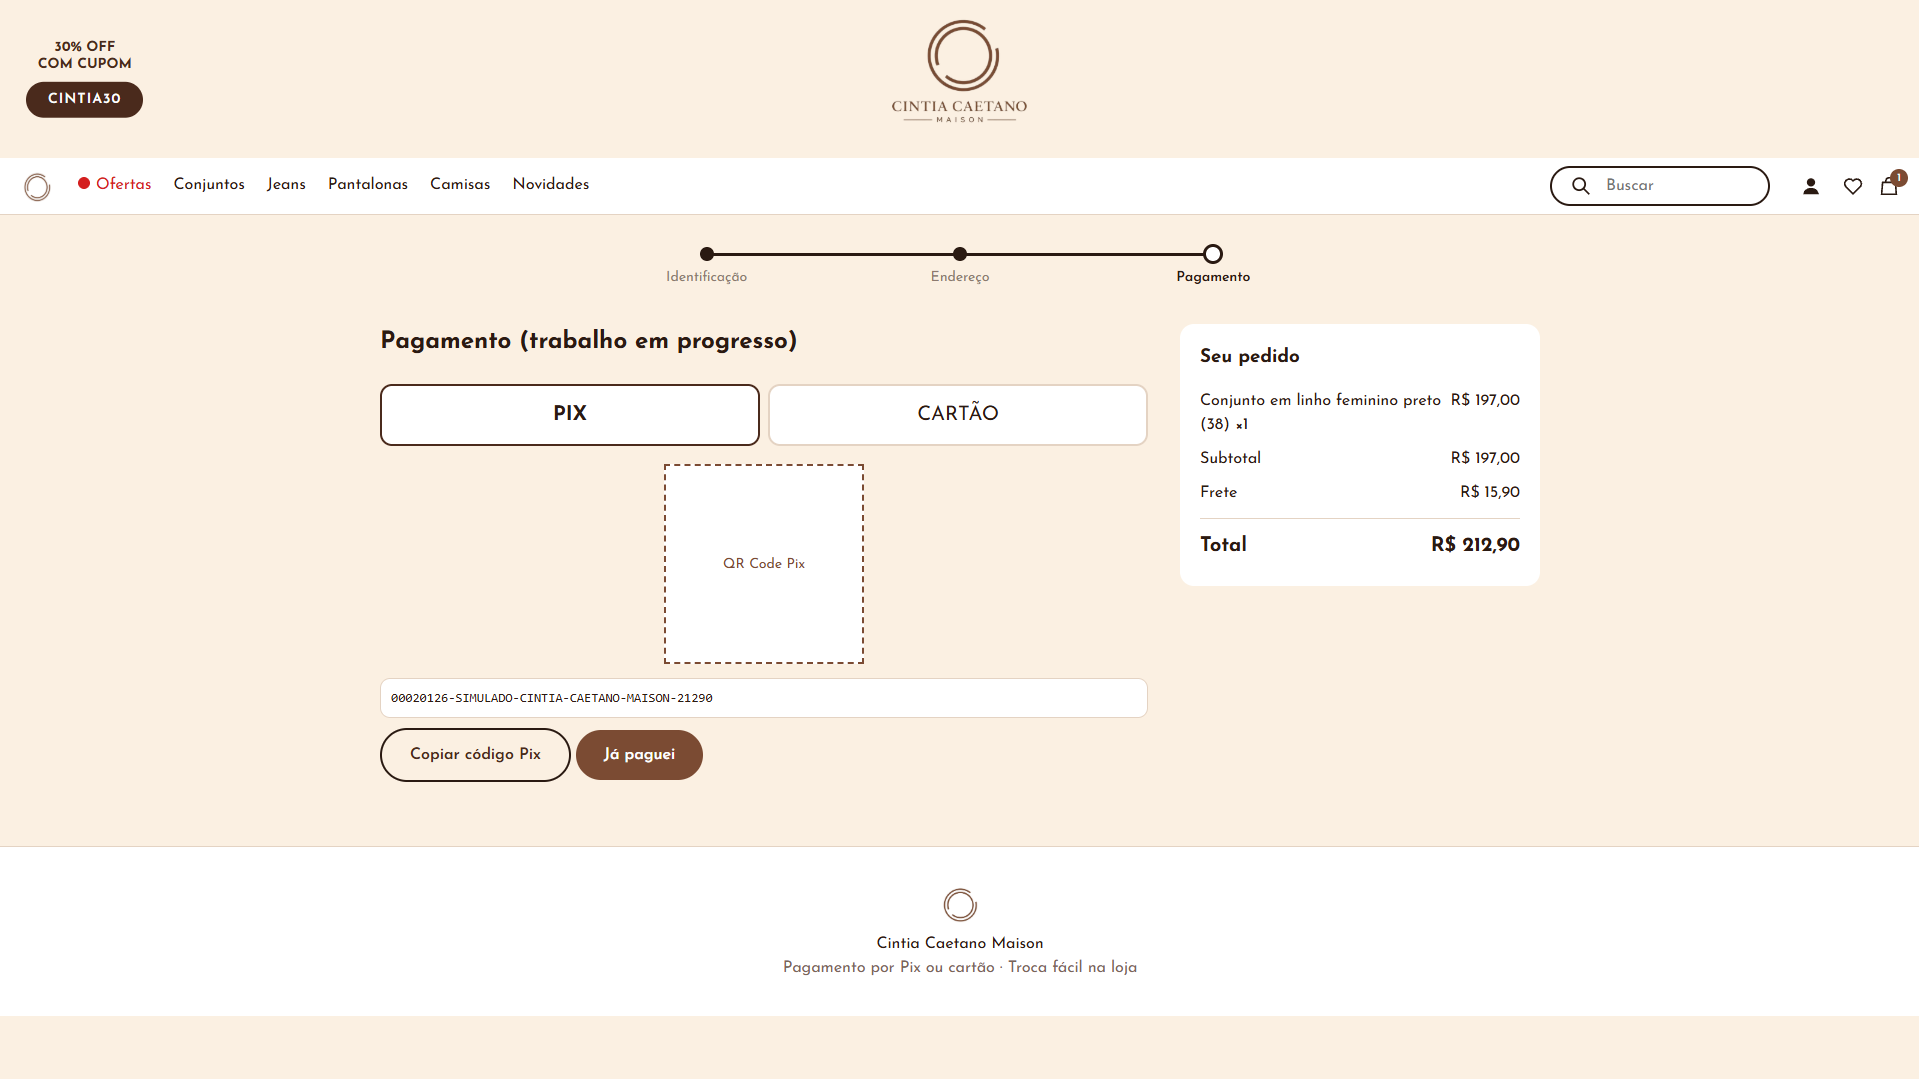 30% OFF
COM CUPOM
CINTIA30
CINTIA CAETANO
MAISON
Ofertas Conjuntos Jeans Pantalonas Camisas Novidades
Buscar
1
Identificação Endereço Pagamento
Pagamento (trabalho em progresso)
PIX CARTÃO
QR Code Pix
00020126-SIMULADO-CINTIA-CAETANO-MAISON-21290
Copiar código Pix Já paguei
Seu pedido
Conjunto em linho feminino preto R$ 197,00
(38) ×1
Subtotal R$ 197,00
Frete R$ 15,90
Total R$ 212,90
Cintia Caetano Maison
Pagamento por Pix ou cartão · Troca fácil na loja